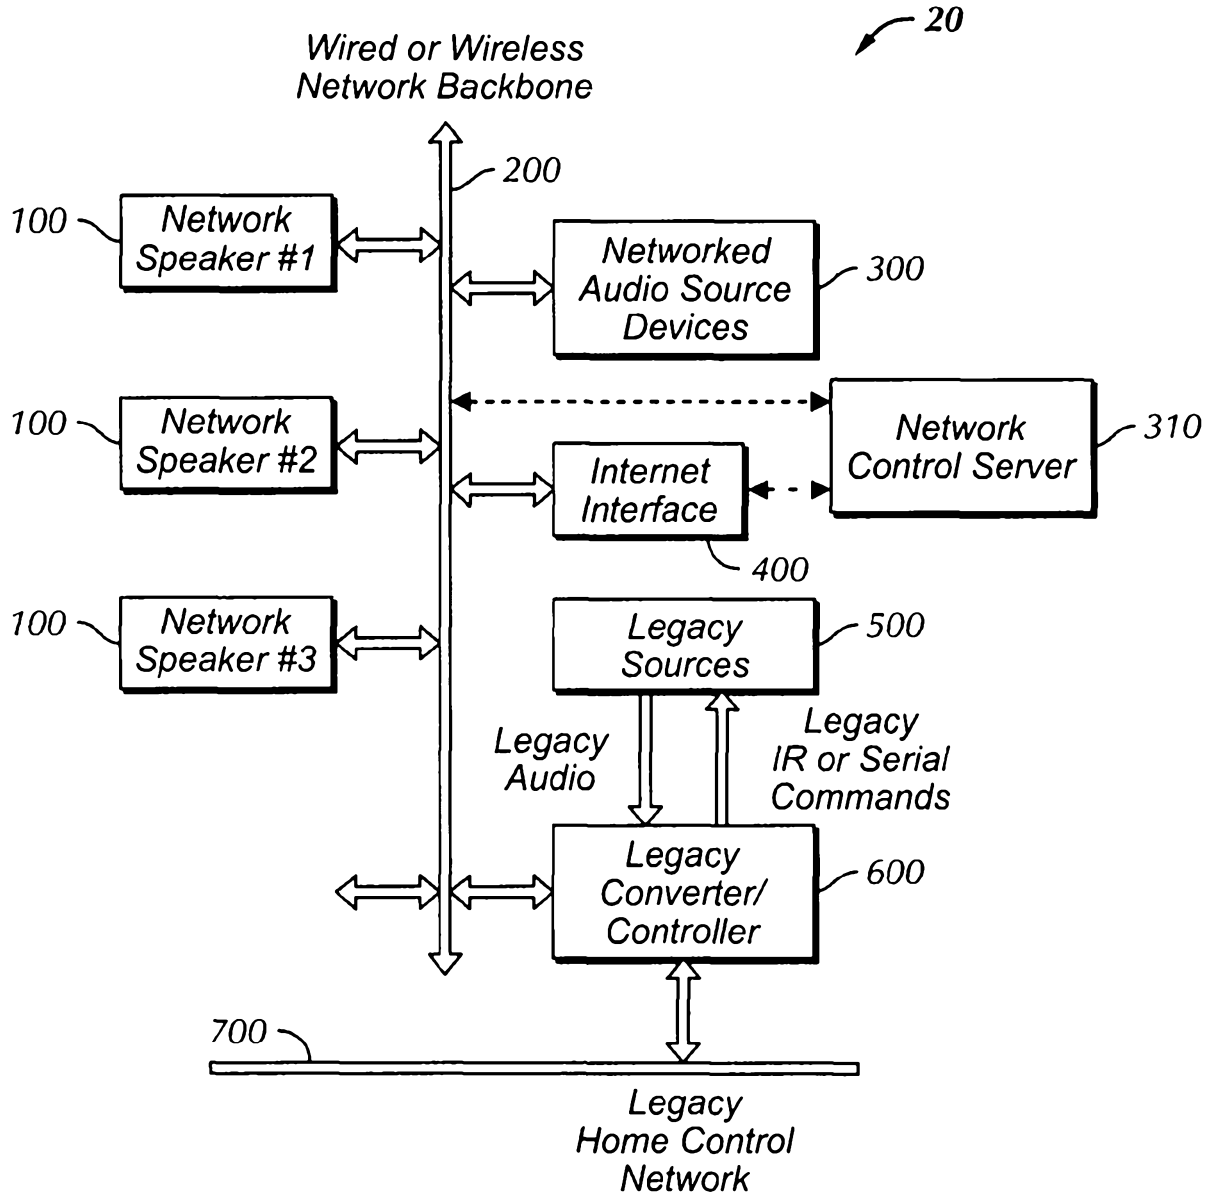 20
Wired or Wireless
Network Backbone
200
100
Network
Speaker #1
Networked
Audio Source
Devices
300
100
Network
Speaker #2
Network
Control Server
310
Internet
Interface
400
100
Network
Speaker #3
Legacy
Sources
500
Legacy
Audio
Legacy
IR or Serial
Commands
Legacy
Converter/
Controller
600
700
Legacy
Home Control
Network